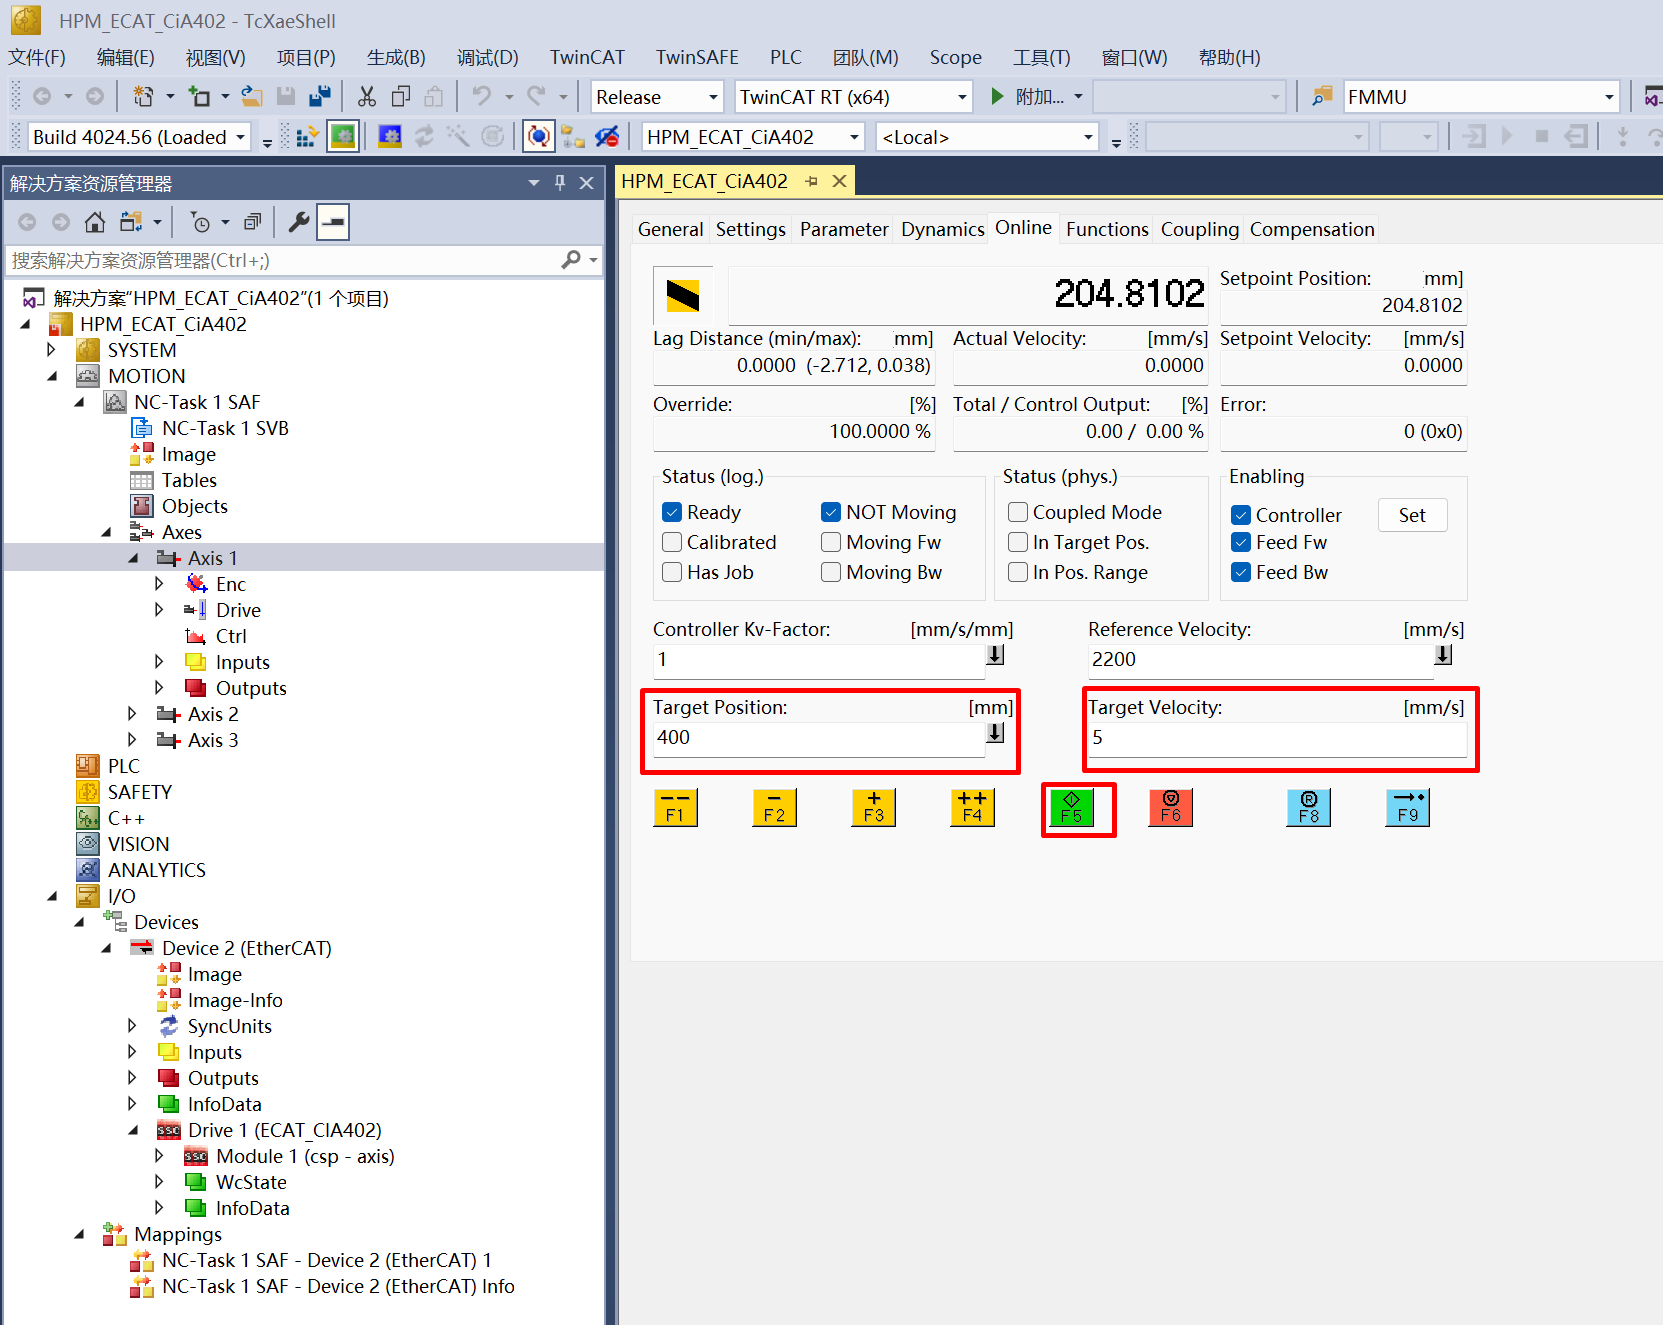 HPM_ECAT_CiA402 - TcXaeShell
文件(F) 编辑(E) 视图(V) 项目(P) 生成(B) 调试(D) TwinCAT TwinSAFE PLC 团队(M) Scope 工具(T) 窗口(W) 帮助(H)
Release TwinCAT RT (x64) 附加... FMMU
Build 4024.56 (Loaded HPM_ECAT_CiA402 <Local>
解决方案资源管理器
搜索解决方案资源管理器(Ctrl+;)
解决方案"HPM_ECAT_CiA402"(1 个项目)
HPM_ECAT_CiA402
SYSTEM
MOTION
NC-Task 1 SAF
NC-Task 1 SVB
Image
Tables
Objects
Axes
Axis 1
Enc
Drive
Ctrl
Inputs
Outputs
Axis 2
Axis 3
PLC
SAFETY
C++
VISION
ANALYTICS
I/O
Devices
Device 2 (EtherCAT)
Image
Image-Info
SyncUnits
Inputs
Outputs
InfoData
Drive 1 (ECAT_CIA402)
Module 1 (csp - axis)
WcState
InfoData
Mappings
NC-Task 1 SAF - Device 2 (EtherCAT) 1
NC-Task 1 SAF - Device 2 (EtherCAT) Info
HPM_ECAT_CiA402
General Settings Parameter Dynamics Online Functions Coupling Compensation
204.8102
Setpoint Position: mm]
204.8102
Lag Distance (min/max): mm] Actual Velocity: [mm/s] Setpoint Velocity: [mm/s]
0.0000 (-2.712, 0.038) 0.0000 0.0000
Override: [%] Total / Control Output: [%] Error:
100.0000 % 0.00 / 0.00 % 0 (0x0)
Status (log.) Status (phys.) Enabling
Ready NOT Moving Coupled Mode Controller Set
Calibrated Moving Fw In Target Pos. Feed Fw
Has Job Moving Bw In Pos. Range Feed Bw
Controller Kv-Factor: [mm/s/mm] Reference Velocity: [mm/s]
1 2200
Target Position: [mm] Target Velocity: [mm/s]
400 5
-- - + ++ R
F1 F2 F3 F4 F5 F6 F8 F9